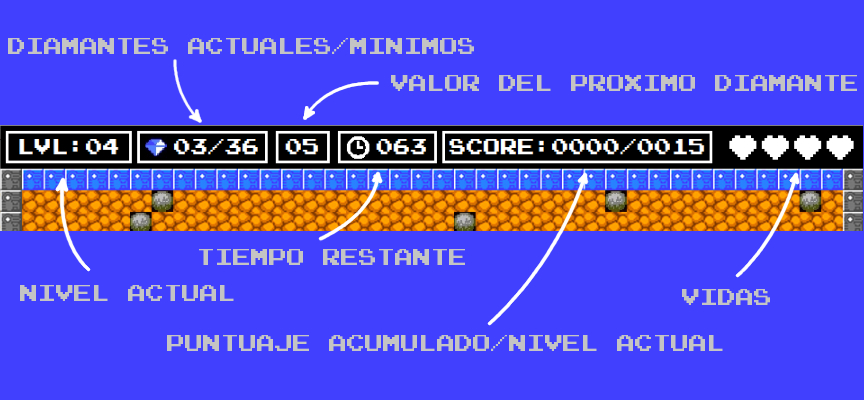 DIAMANTES ACTUALES/MINIMOS
VALOR DEL PROXIMO DIAMANTE
LVL:04 03/36 05 063 SCORE:0000/0015
TIEMPO RESTANTE
NIVEL ACTUAL
VIDAS
PUNTUAJE ACUMULADO/NIVEL ACTUAL